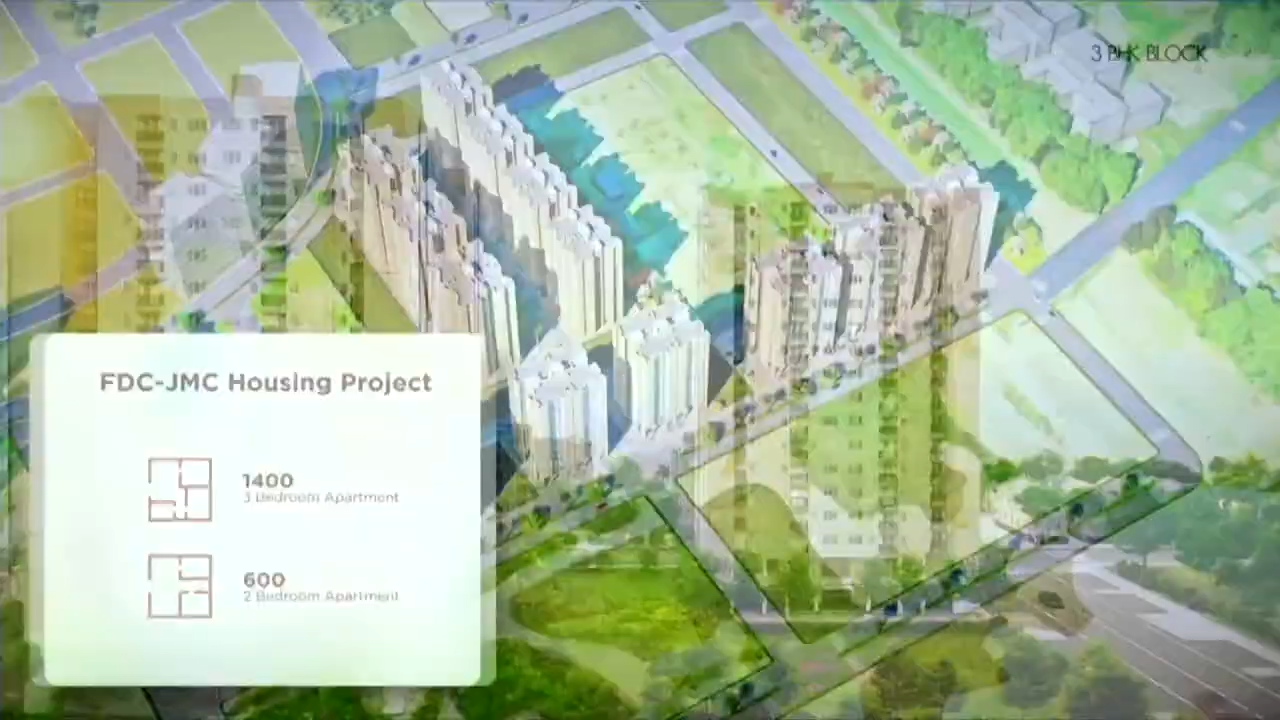 3 BHK BLOCK
FDC-JMC Housing Project
1400
3 Bedroom Apartment
600
2 Bedroom Apartment